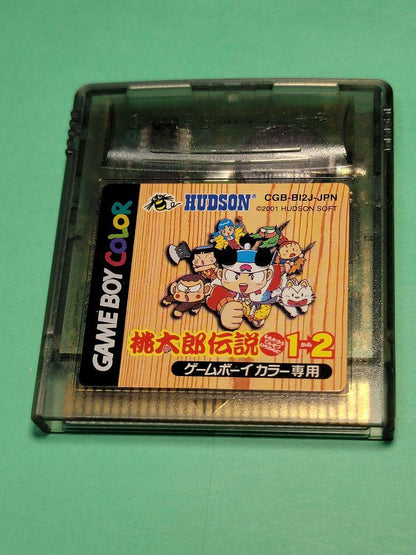 GAME BOY COLOR
HUDSON®
CGB-BI2J-JPN
©2001 HUDSON SOFT
桃太郎伝説
1→2
ゲームボーイカラー専用